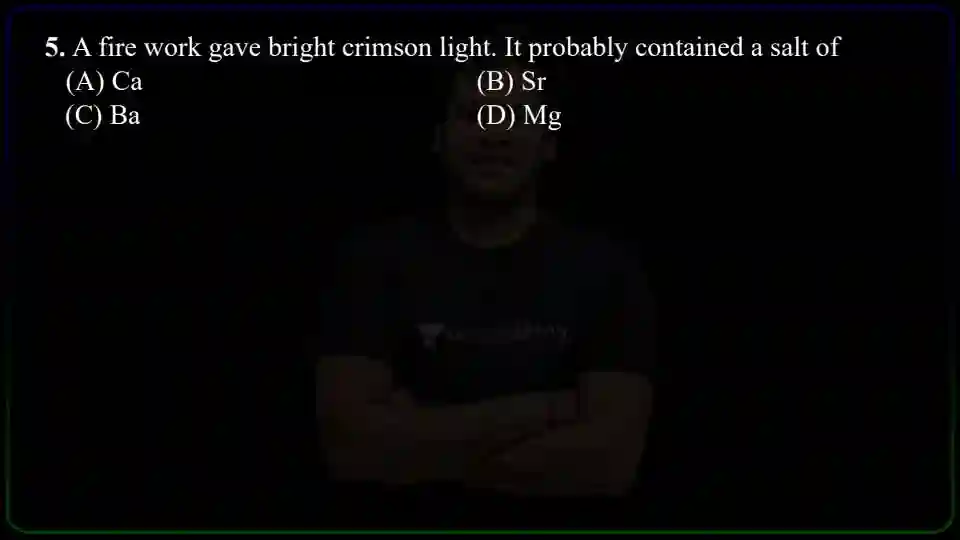 5. A fire work gave bright crimson light. It probably contained a salt of
(A) Ca (B) Sr
(C) Ba (D) Mg